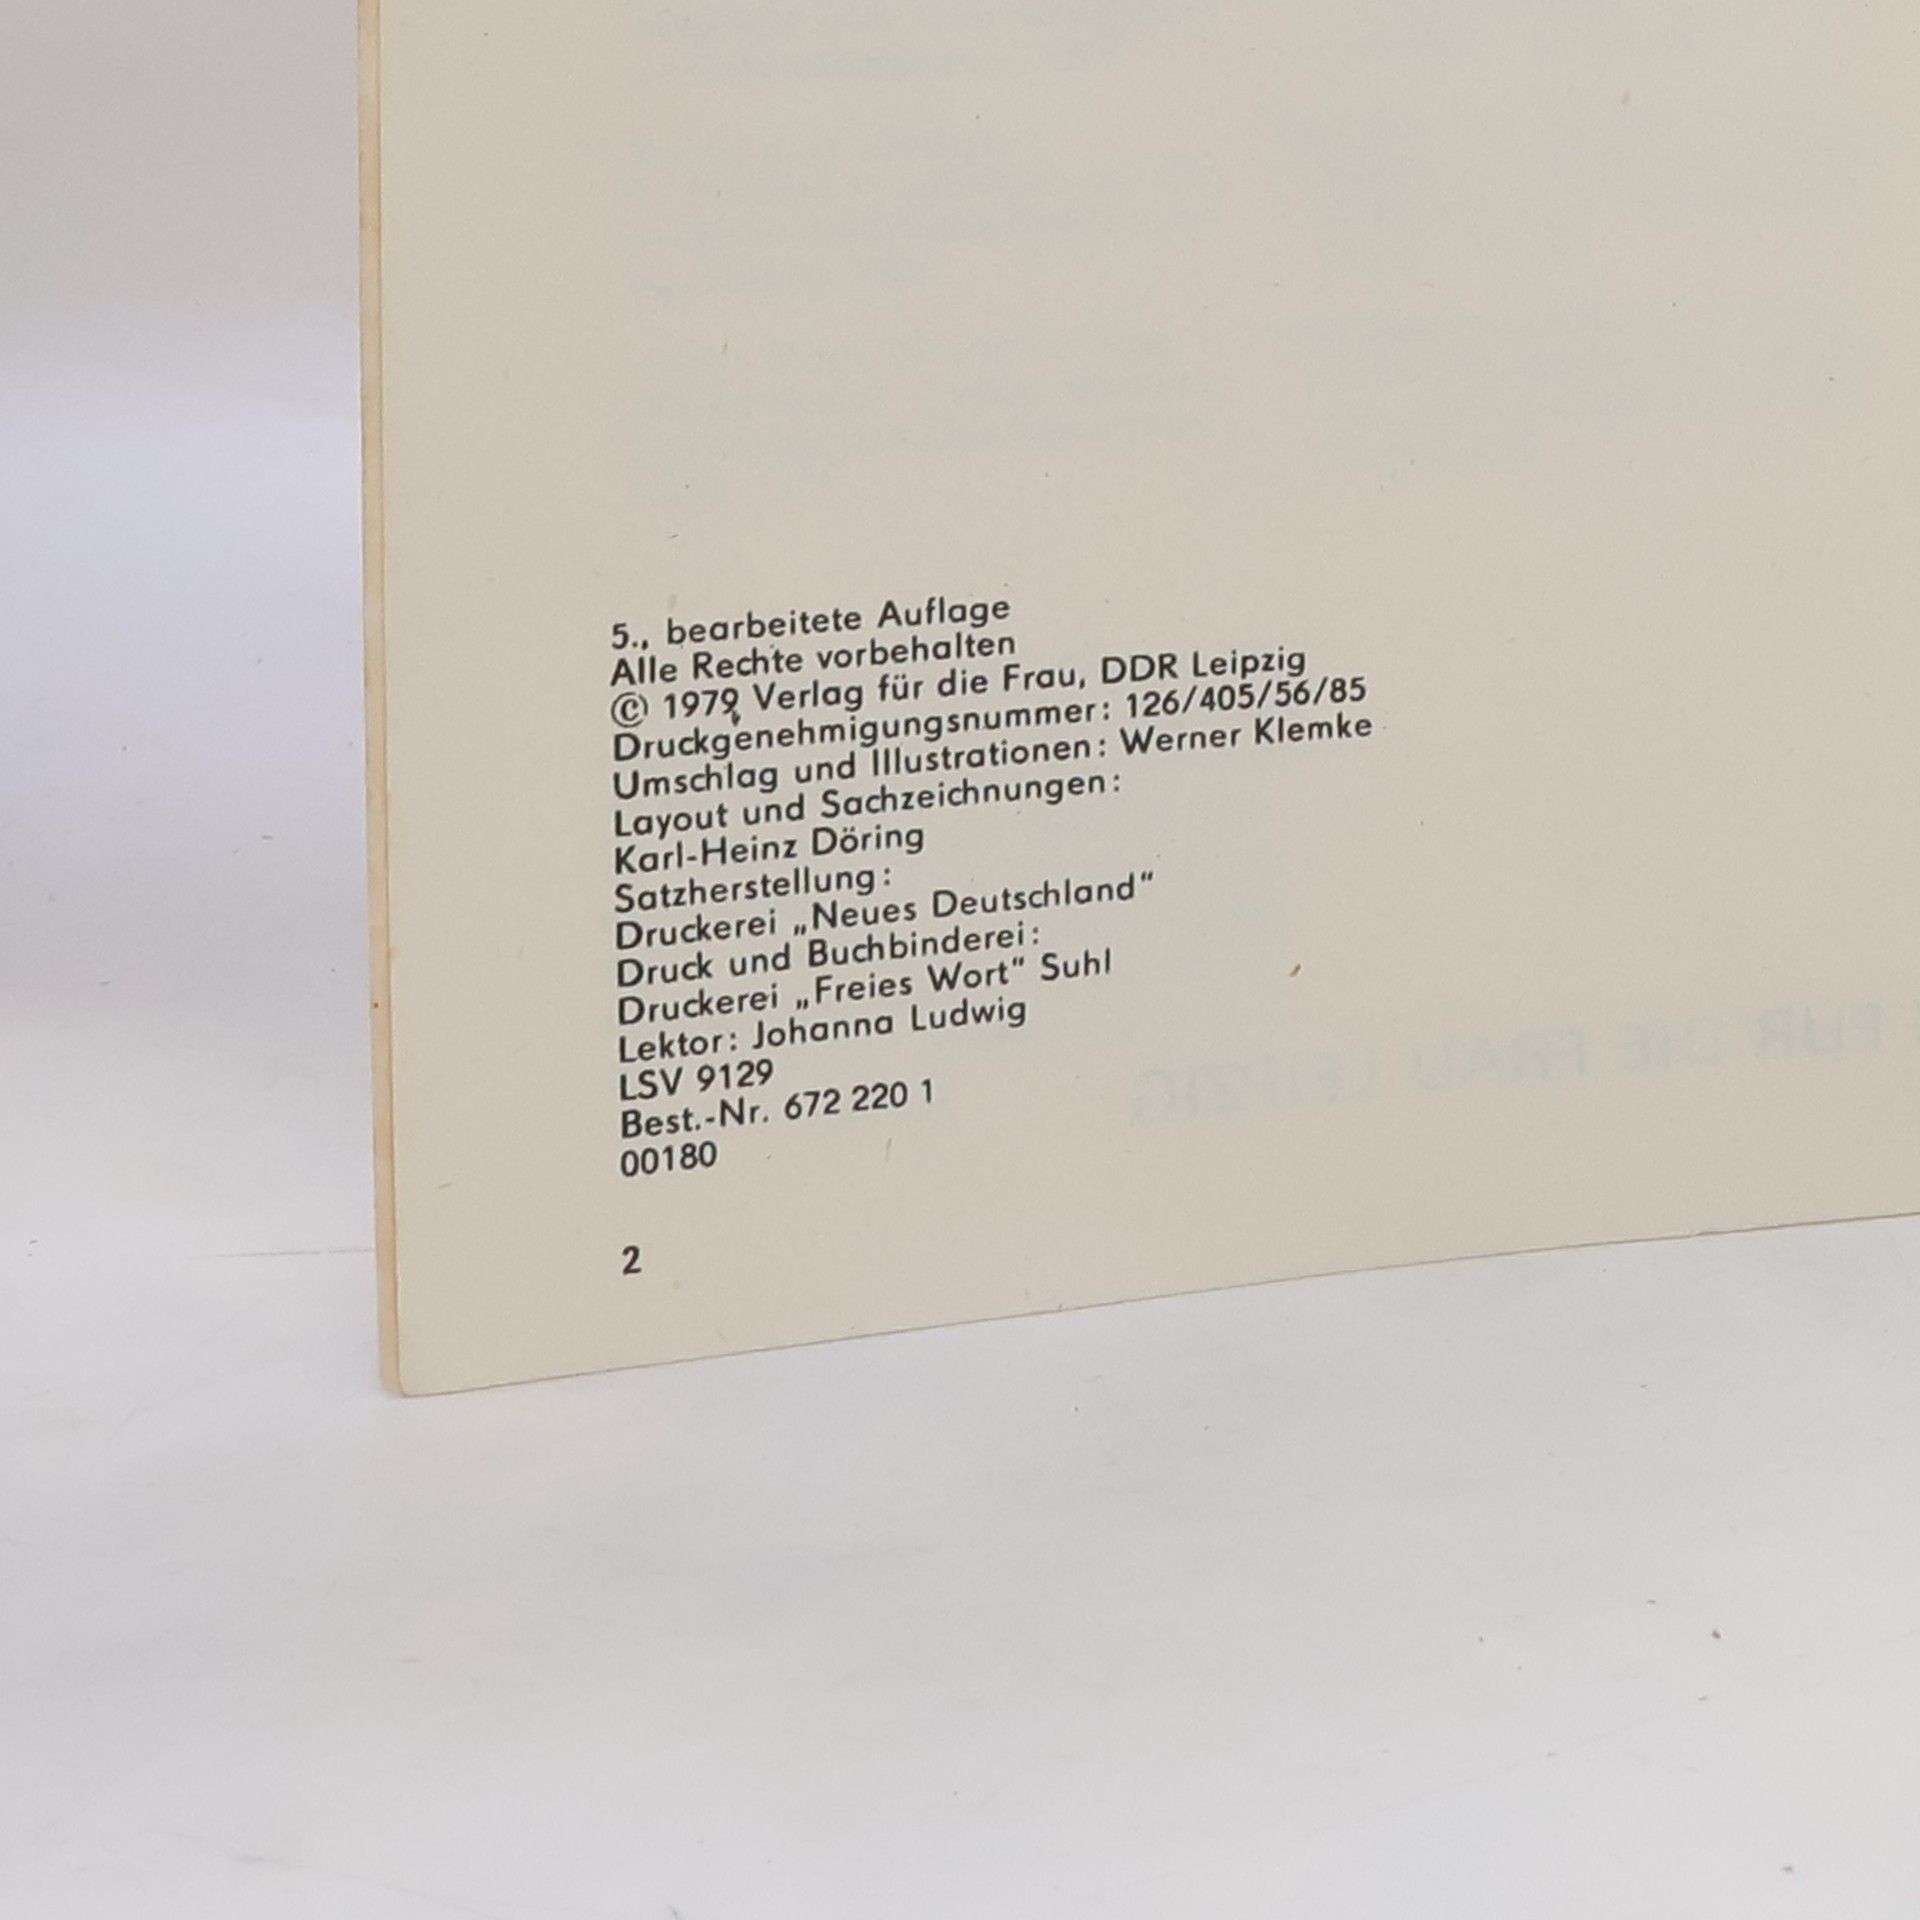 5., bearbeitete Auflage
Alle Rechte vorbehalten
© 1979 Verlag für die Frau, DDR Leipzig
Druckgenehmigungsnummer: 126/405/56/85
Umschlag und Illustrationen: Werner Klemke
Layout und Sachzeichnungen:
Karl-Heinz Döring
Satzherstellung:
Druckerei „Neues Deutschland“
Druck und Buchbinderei:
Druckerei „Freies Wort“ Suhl
Lektor: Johanna Ludwig
LSV 9129
Best.-Nr. 672 220 1
00180
2